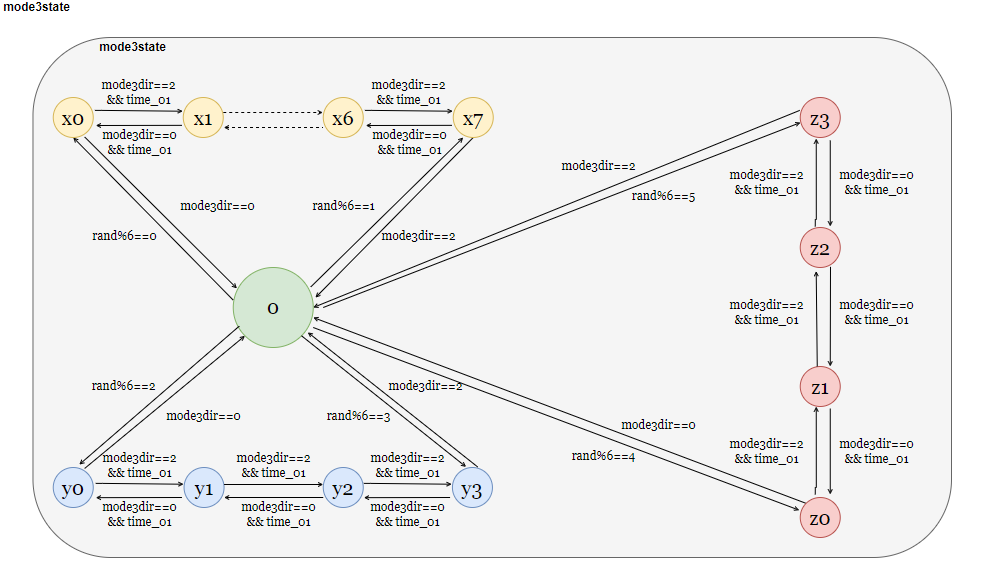 mode3state
mode3state
mode3dir==2
&& time_01
mode3dir==2
&& time_01
x0
x1
x6
x7
z3
mode3dir==0
&& time_01
mode3dir==0
&& time_01
mode3dir==2
rand%6==5
mode3dir==2
&& time_01
mode3dir==0
&& time_01
mode3dir==0
rand%6==1
rand%6==0
mode3dir==2
z2
0
mode3dir==2
&& time_01
mode3dir==0
&& time_01
rand%6==2
mode3dir==2
z1
mode3dir==0
rand%6==3
mode3dir==0
rand%6==4
mode3dir==2
&& time_01
mode3dir==0
&& time_01
mode3dir==2
&& time_01
mode3dir==2
&& time_01
mode3dir==2
&& time_01
y0
y1
y2
y3
mode3dir==0
&& time_01
mode3dir==0
&& time_01
mode3dir==0
&& time_01
z0